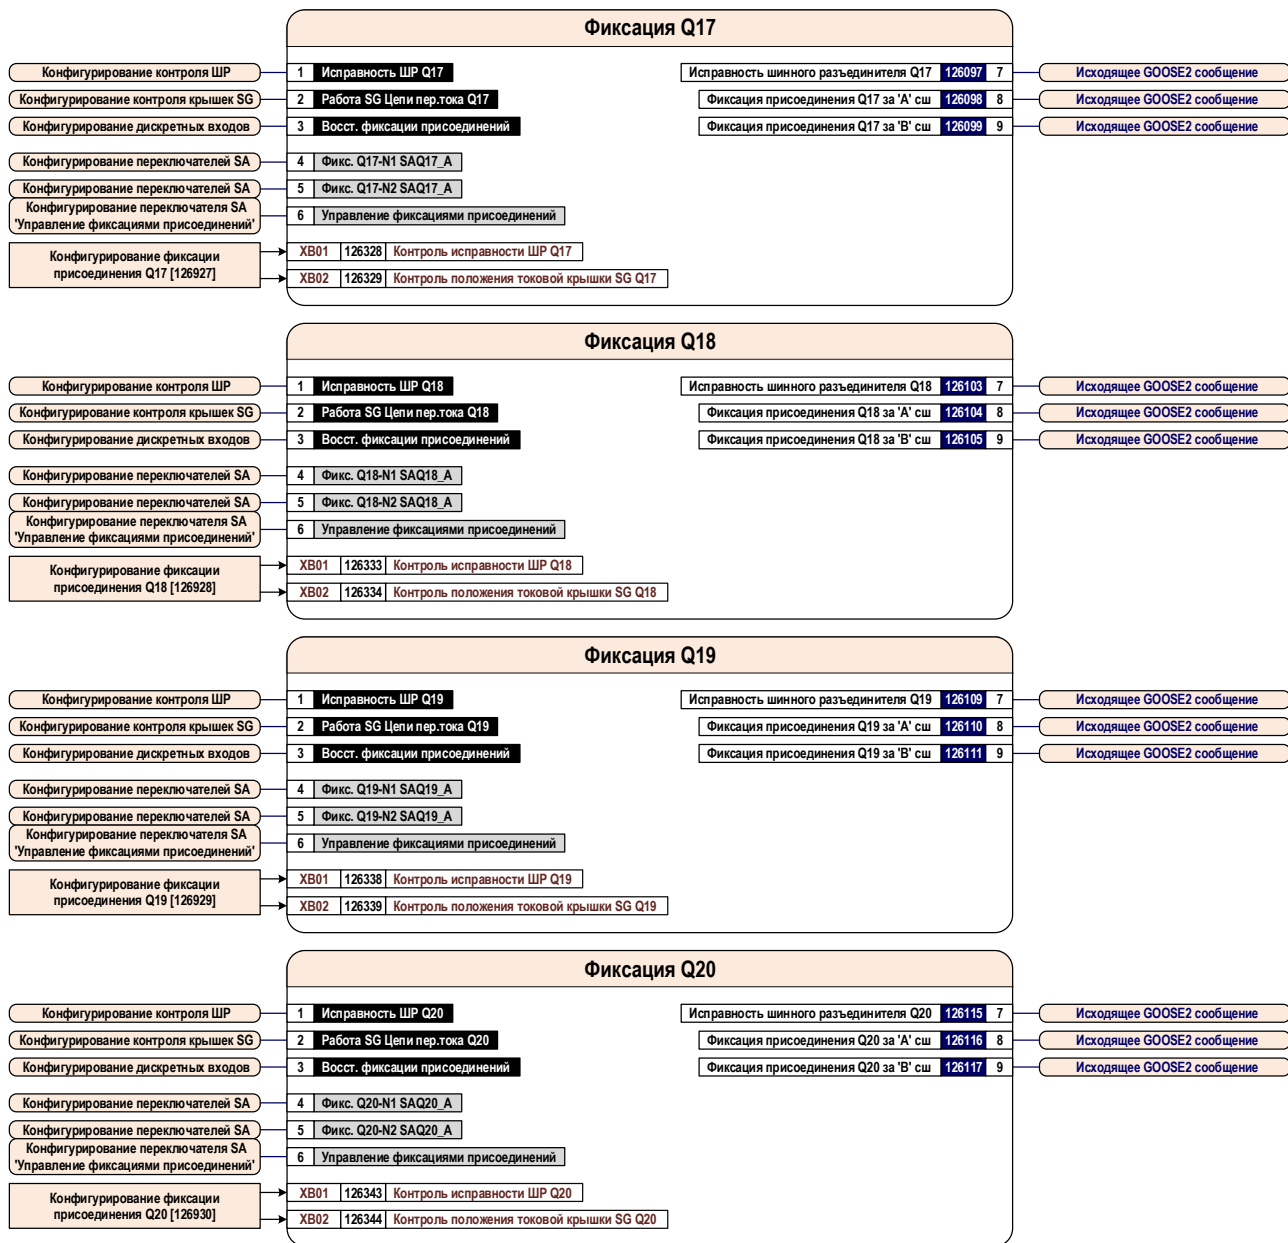 Фиксация Q17
Конфигурирование контроля ШР 1 Исправность ШР Q17 Исправность шинного разъединителя Q17 126097 7 Исходящее GOOSE2 сообщение
Конфигурирование контроля крышек SG 2 Работа SG Цепи пер.тока Q17 Фиксация присоединения Q17 за 'А' сш 126098 8 Исходящее GOOSE2 сообщение
Конфигурирование дискретных входов 3 Восст. фиксации присоединений Фиксация присоединения Q17 за 'В' сш 126099 9 Исходящее GOOSE2 сообщение
Конфигурирование переключателей SA 4 Фикс. Q17-N1 SAQ17_A
Конфигурирование переключателей SA 5 Фикс. Q17-N2 SAQ17_A
Конфигурирование переключателя SA
'Управление фиксациями присоединений' 6 Управление фиксациями присоединений
Конфигурирование фиксации
присоединения Q17 [126927]
XB01 126328 Контроль исправности ШР Q17
XB02 126329 Контроль положения токовой крышки SG Q17
Фиксация Q18
Конфигурирование контроля ШР 1 Исправность ШР Q18 Исправность шинного разъединителя Q18 126103 7 Исходящее GOOSE2 сообщение
Конфигурирование контроля крышек SG 2 Работа SG Цепи пер.тока Q18 Фиксация присоединения Q18 за 'А' сш 126104 8 Исходящее GOOSE2 сообщение
Конфигурирование дискретных входов 3 Восст. фиксации присоединений Фиксация присоединения Q18 за 'В' сш 126105 9 Исходящее GOOSE2 сообщение
Конфигурирование переключателей SA 4 Фикс. Q18-N1 SAQ18_A
Конфигурирование переключателей SA 5 Фикс. Q18-N2 SAQ18_A
Конфигурирование переключателя SA
'Управление фиксациями присоединений' 6 Управление фиксациями присоединений
Конфигурирование фиксации
присоединения Q18 [126928]
XB01 126333 Контроль исправности ШР Q18
XB02 126334 Контроль положения токовой крышки SG Q18
Фиксация Q19
Конфигурирование контроля ШР 1 Исправность ШР Q19 Исправность шинного разъединителя Q19 126109 7 Исходящее GOOSE2 сообщение
Конфигурирование контроля крышек SG 2 Работа SG Цепи пер.тока Q19 Фиксация присоединения Q19 за 'А' сш 126110 8 Исходящее GOOSE2 сообщение
Конфигурирование дискретных входов 3 Восст. фиксации присоединений Фиксация присоединения Q19 за 'В' сш 126111 9 Исходящее GOOSE2 сообщение
Конфигурирование переключателей SA 4 Фикс. Q19-N1 SAQ19_A
Конфигурирование переключателей SA 5 Фикс. Q19-N2 SAQ19_A
Конфигурирование переключателя SA
'Управление фиксациями присоединений' 6 Управление фиксациями присоединений
Конфигурирование фиксации
присоединения Q19 [126929]
XB01 126338 Контроль исправности ШР Q19
XB02 126339 Контроль положения токовой крышки SG Q19
Фиксация Q20
Конфигурирование контроля ШР 1 Исправность ШР Q20 Исправность шинного разъединителя Q20 126115 7 Исходящее GOOSE2 сообщение
Конфигурирование контроля крышек SG 2 Работа SG Цепи пер.тока Q20 Фиксация присоединения Q20 за 'А' сш 126116 8 Исходящее GOOSE2 сообщение
Конфигурирование дискретных входов 3 Восст. фиксации присоединений Фиксация присоединения Q20 за 'В' сш 126117 9 Исходящее GOOSE2 сообщение
Конфигурирование переключателей SA 4 Фикс. Q20-N1 SAQ20_A
Конфигурирование переключателей SA 5 Фикс. Q20-N2 SAQ20_A
Конфигурирование переключателя SA
'Управление фиксациями присоединений' 6 Управление фиксациями присоединений
Конфигурирование фиксации
присоединения Q20 [126930]
XB01 126343 Контроль исправности ШР Q20
XB02 126344 Контроль положения токовой крышки SG Q20